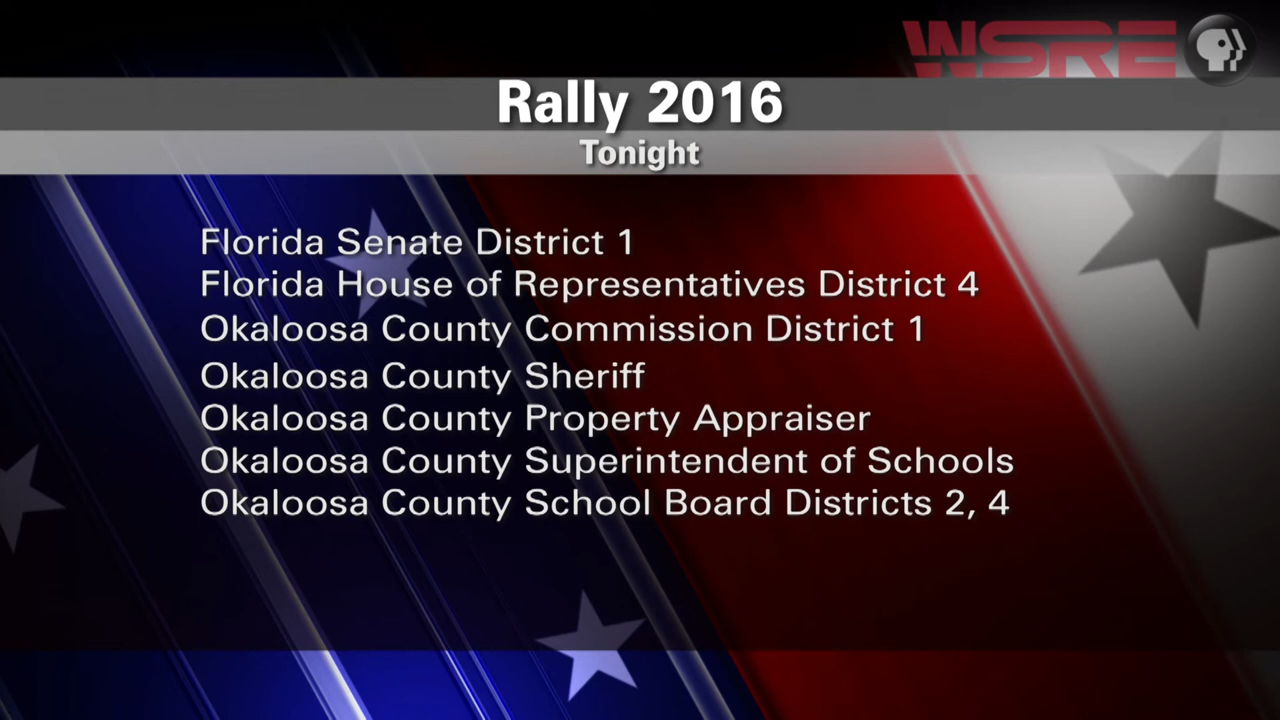 WSRE
Rally 2016
Tonight
Florida Senate District 1
Florida House of Representatives District 4
Okaloosa County Commission District 1
Okaloosa County Sheriff
Okaloosa County Property Appraiser
Okaloosa County Superintendent of Schools
Okaloosa County School Board Districts 2, 4